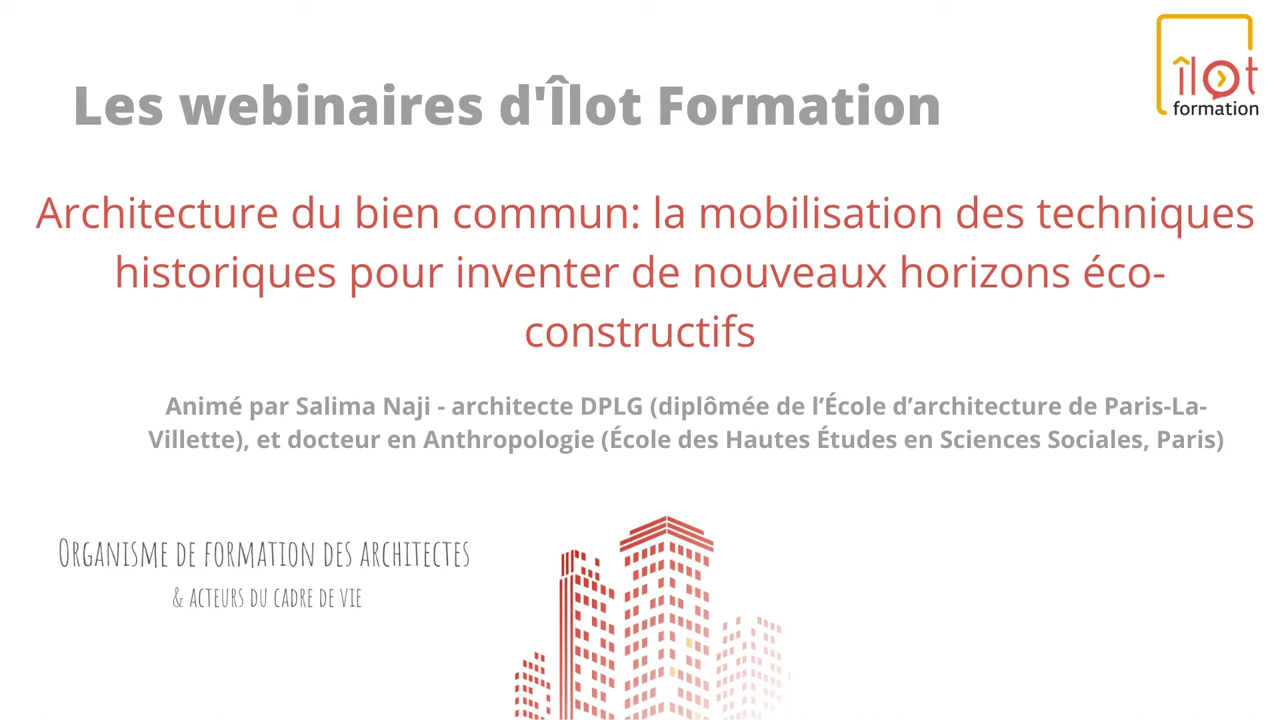 îlot
formation
Les webinaires d'Îlot Formation
Architecture du bien commun: la mobilisation des techniques
historiques pour inventer de nouveaux horizons éco-
constructifs
Animé par Salima Naji - architecte DPLG (diplômée de l’École d’architecture de Paris-La-
Villette), et docteur en Anthropologie (École des Hautes Études en Sciences Sociales, Paris)
Organisme de formation des architectes
& acteurs du cadre de vie